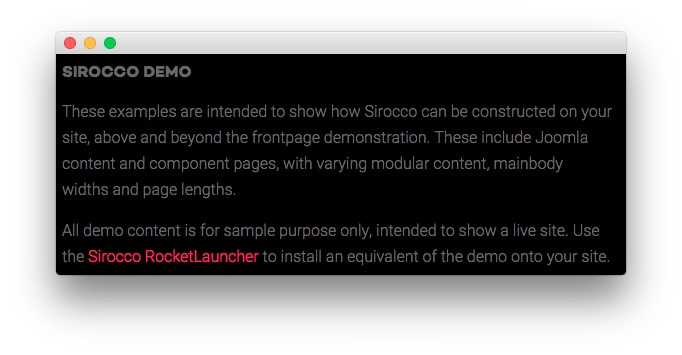 SIROCCO DEMO
These examples are intended to show how Sirocco can be constructed on your
site, above and beyond the frontpage demonstration. These include Joomla
content and component pages, with varying modular content, mainbody
widths and page lengths.
All demo content is for sample purpose only, intended to show a live site. Use
the Sirocco RocketLauncher to install an equivalent of the demo onto your site.